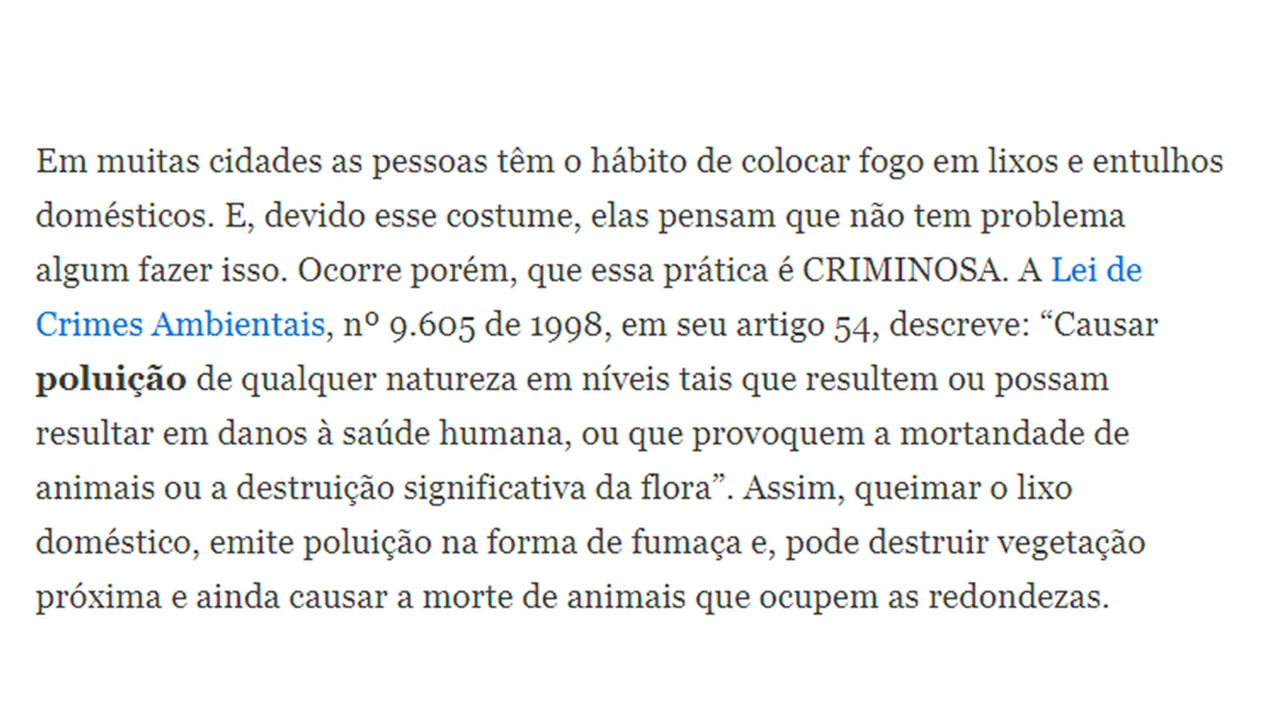 Em muitas cidades as pessoas têm o hábito de colocar fogo em lixos e entulhos
domésticos. E, devido esse costume, elas pensam que não tem problema
algum fazer isso. Ocorre porém, que essa prática é CRIMINOSA. A Lei de
Crimes Ambientais, nº 9.605 de 1998, em seu artigo 54, descreve: “Causar
poluição de qualquer natureza em níveis tais que resultem ou possam
resultar em danos à saúde humana, ou que provoquem a mortandade de
animais ou a destruição significativa da flora”. Assim, queimar o lixo
doméstico, emite poluição na forma de fumaça e, pode destruir vegetação
próxima e ainda causar a morte de animais que ocupem as redondezas.